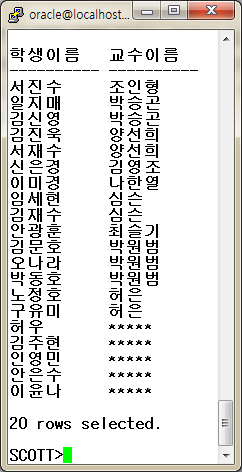 oracle@localhost...
학생이름 교수이름
---------- ----------
서진수 조인형
일지매 박승곤
김신영 박승곤
김진욱 양선희
서재수 양선희
신은경 김영조
이미경 나한열
임세현 심슨
김재수 심슨
안광훈 최슬기
김문호 박원범
오나라 박원범
박동호 박원범
노정호 허은
구유미 허은
허우 *****
김주현 *****
인영민 *****
안은수 *****
이윤나 *****
20 rows selected.
SCOTT>